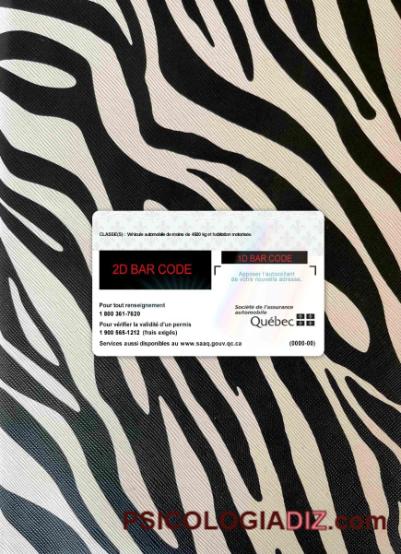 CLASSE(S) : Véhicule automobile de moins de 4500 kg et habitation motorisée.
2D BAR CODE
1D BAR CODE
Apposer l'autocollant
de votre nouvelle adresse.
Pour tout renseignement
1 800 361-7620
Pour vérifier la validité d'un permis
1 900 565-1212 (frais exigés)
Services aussi disponibles au www.saaq.gouv.qc.ca
Société de l'assurance
automobile
Québec
(0000-00)
PSICOLOGIADIZ.com